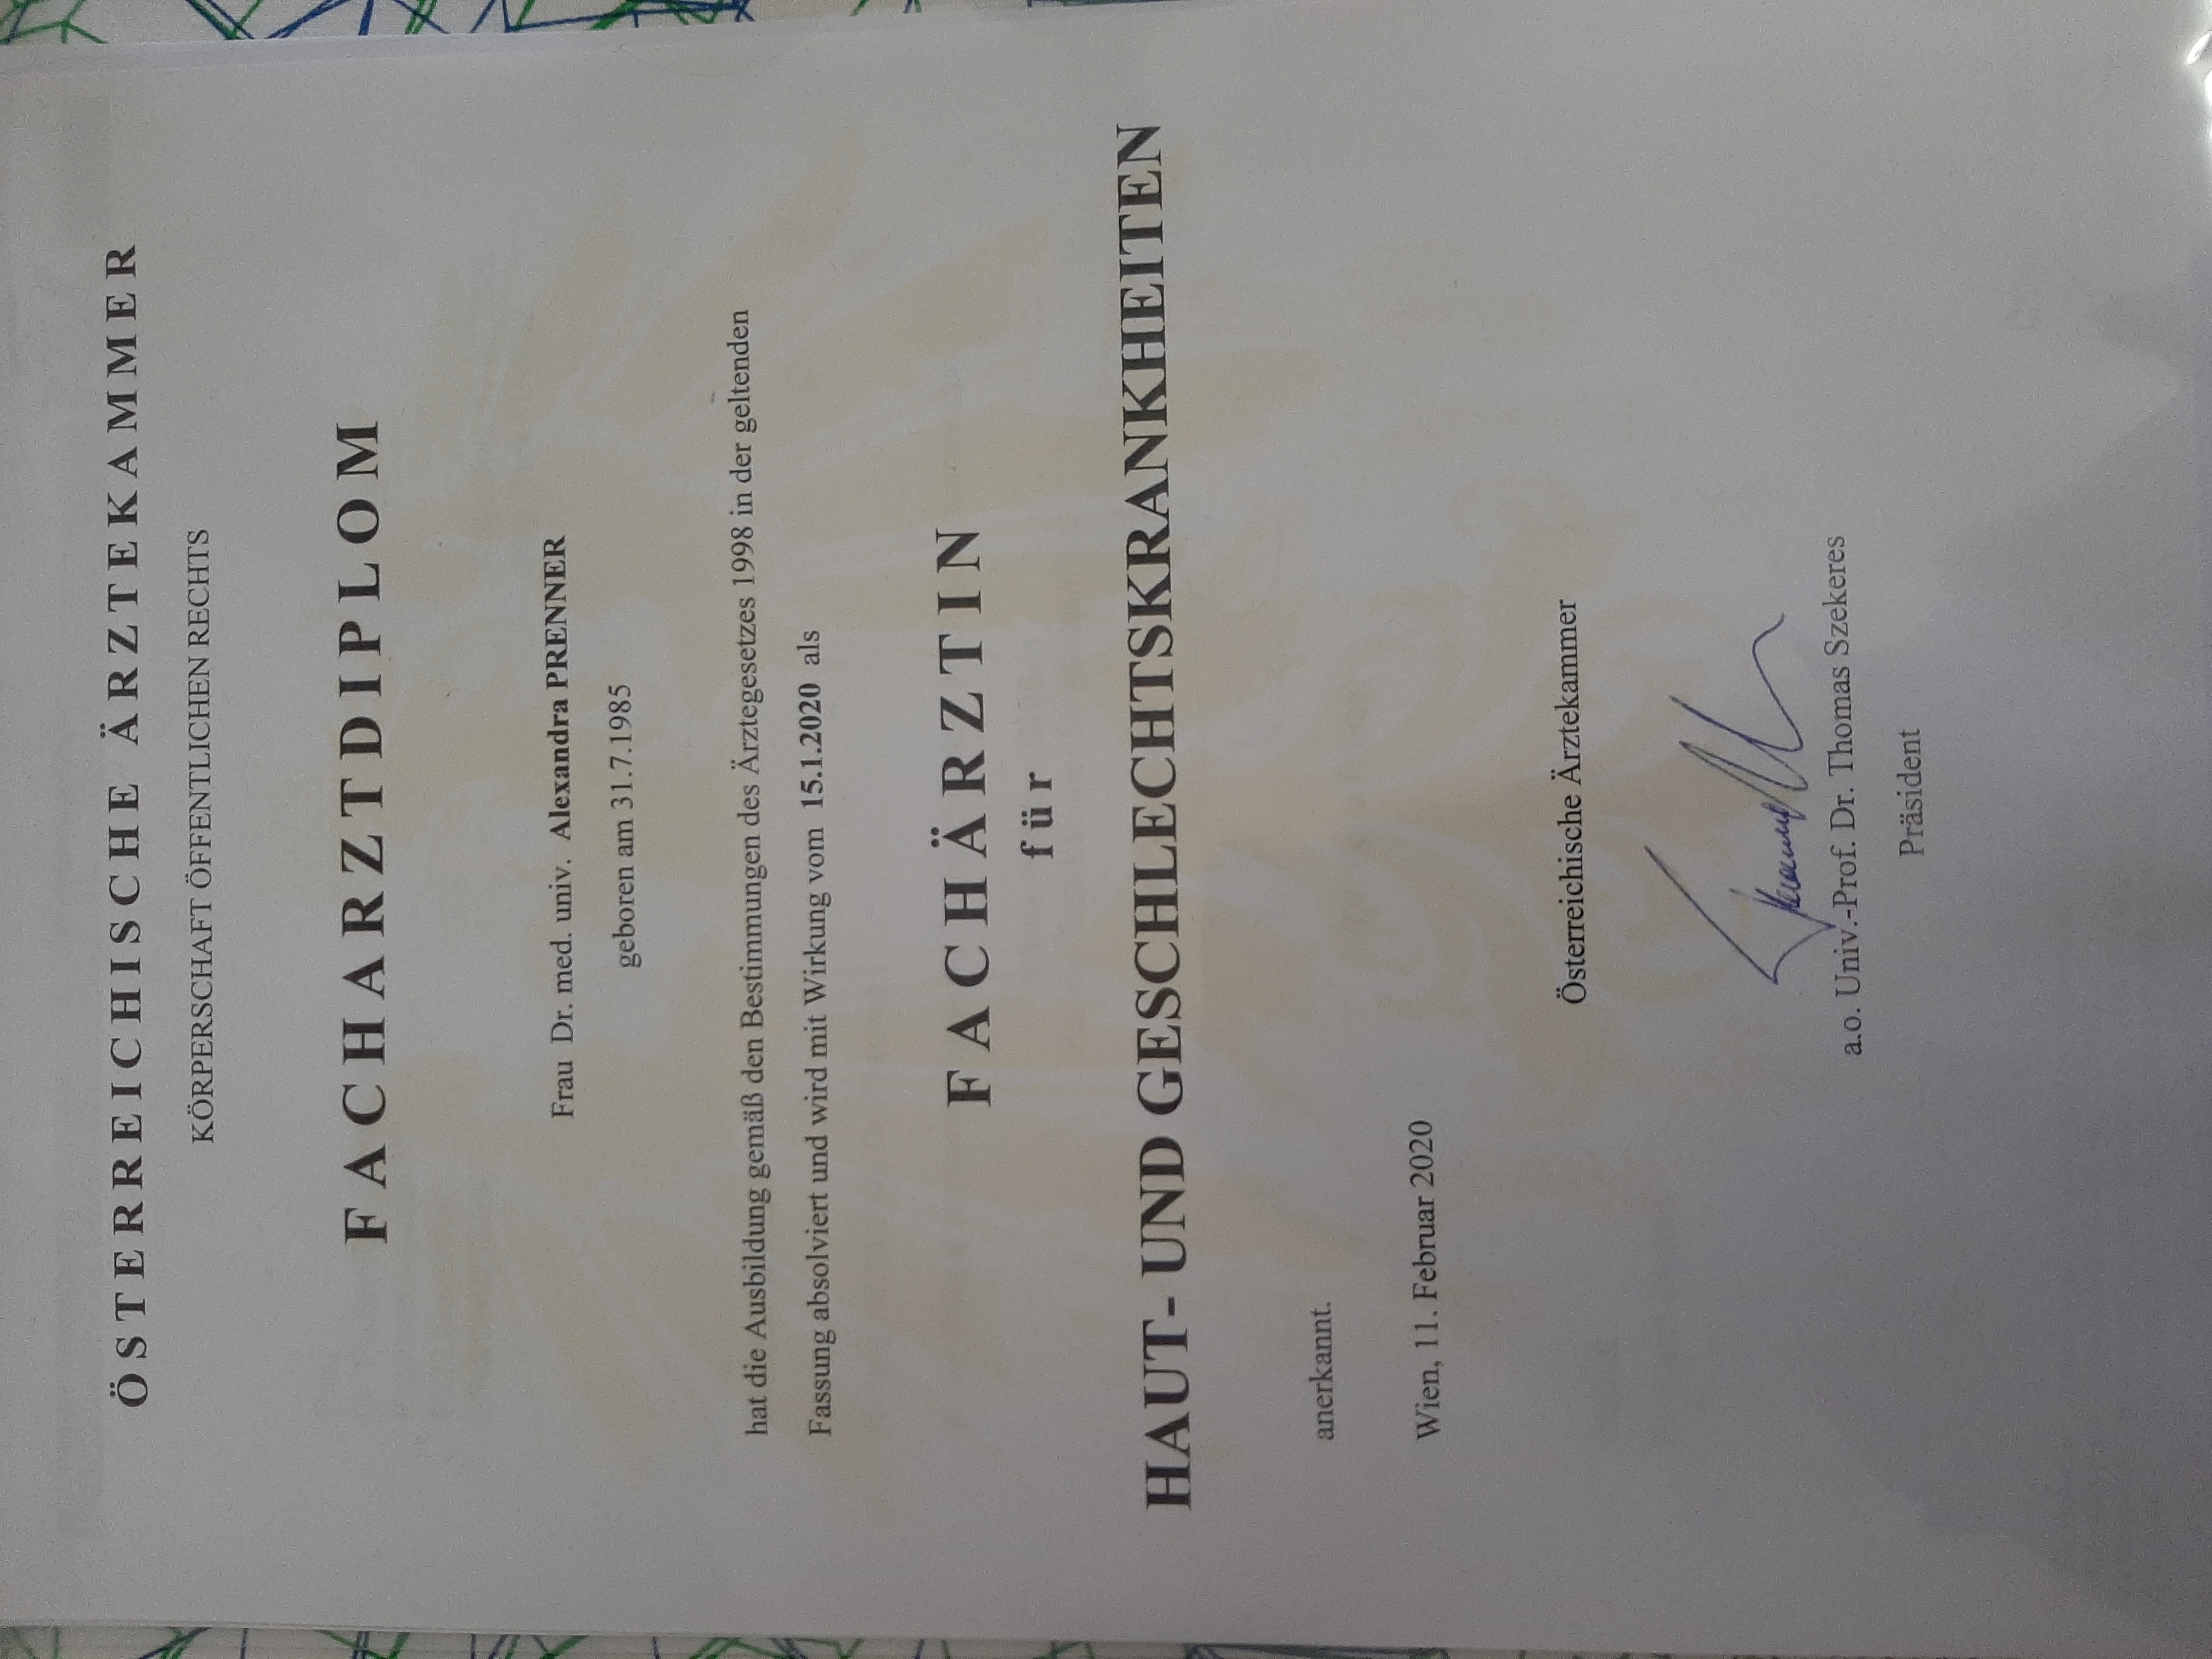 ÖSTERREICHISCHE ÄRZTEKAMMER
KÖRPERSCHAFT ÖFFENTLICHEN RECHTS
FACHARZTDIPLOM
Frau Dr. med. univ. Alexandra PRENNER
geboren am 31.7.1985
hat die Ausbildung gemäß den Bestimmungen des Ärztegesetzes 1998 in der geltenden
Fassung absolviert und wird mit Wirkung vom 15.1.2020 als
FACHÄRZTIN
für
HAUT- UND GESCHLECHTSKRANKHEITEN
anerkannt.
Wien, 11. Februar 2020
Österreichische Ärztekammer
a.o. Univ.-Prof. Dr. Thomas Szekeres
Präsident